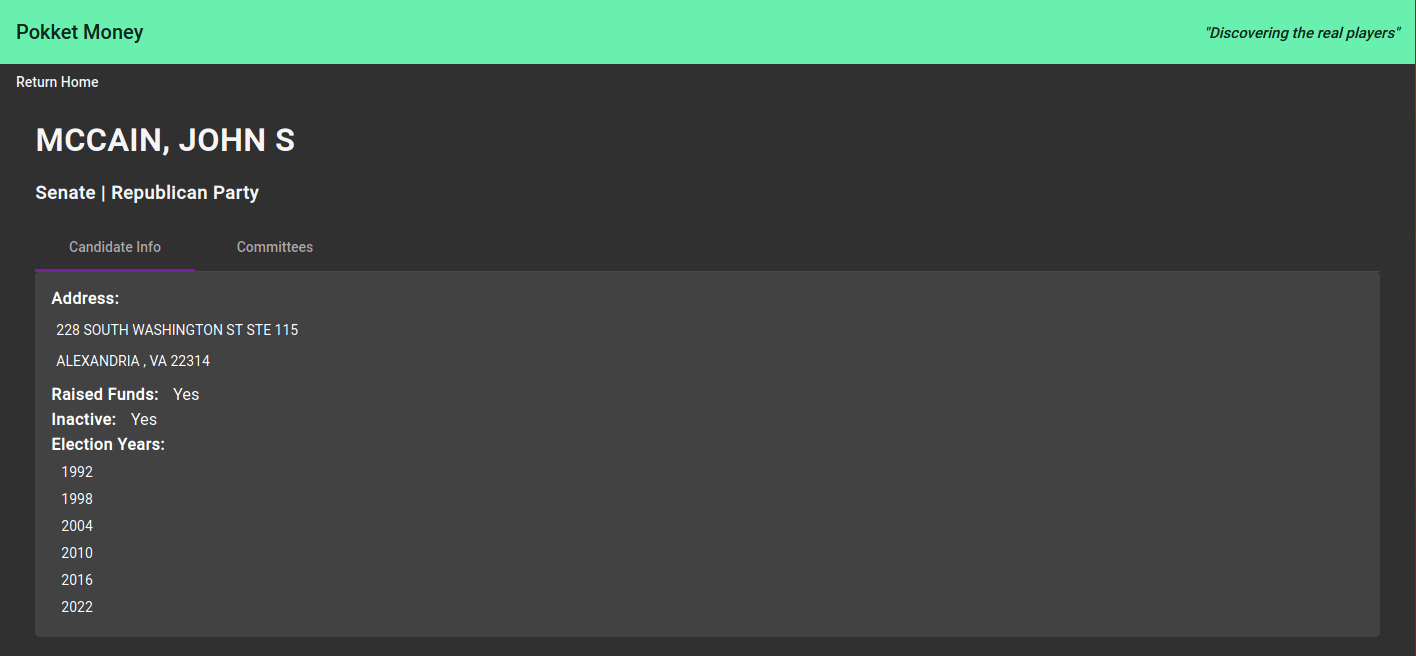 Pokket Money
"Discovering the real players"
Return Home
MCCAIN, JOHN S
Senate | Republican Party
Candidate Info
Committees
Address:
228 SOUTH WASHINGTON ST STE 115
ALEXANDRIA , VA 22314
Raised Funds: Yes
Inactive: Yes
Election Years:
1992
1998
2004
2010
2016
2022